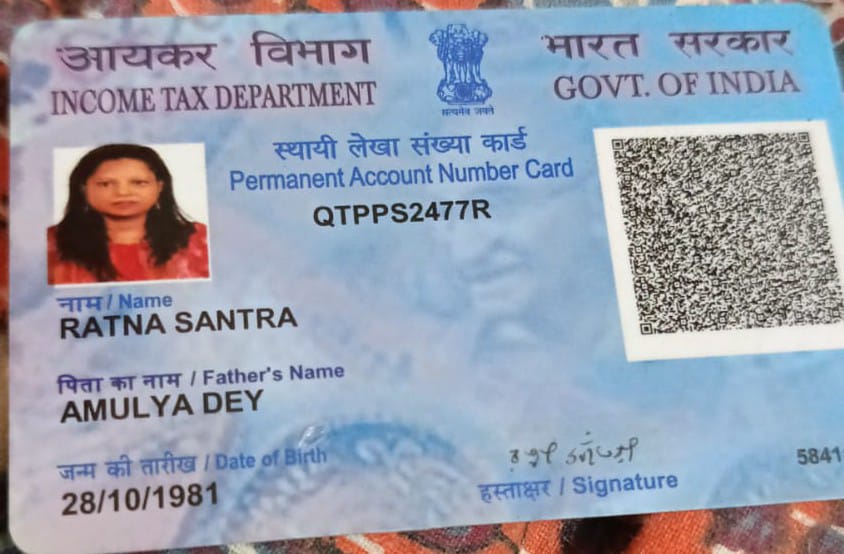 आयकर विभाग
INCOME TAX DEPARTMENT
सत्यमेव जयते
भारत सरकार
GOVT. OF INDIA
स्थायी लेखा संख्या कार्ड
Permanent Account Number Card
QTPPS2477R
नाम / Name
RATNA SANTRA
पिता का नाम / Father's Name
AMULYA DEY
जन्म की तारीख / Date of Birth
28/10/1981
हस्ताक्षर / Signature
5841